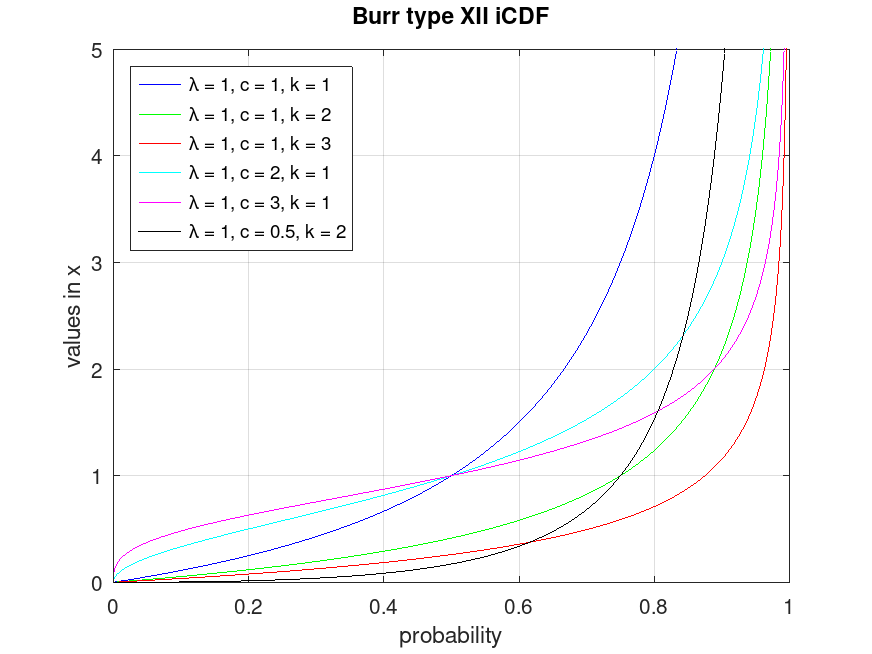 Burr type XII iCDF
5
4
3
2
1
0
values in x
λ = 1, c = 1, k = 1
λ = 1, c = 1, k = 2
λ = 1, c = 1, k = 3
λ = 1, c = 2, k = 1
λ = 1, c = 3, k = 1
λ = 1, c = 0.5, k = 2
0 0.2 0.4 0.6 0.8 1
probability